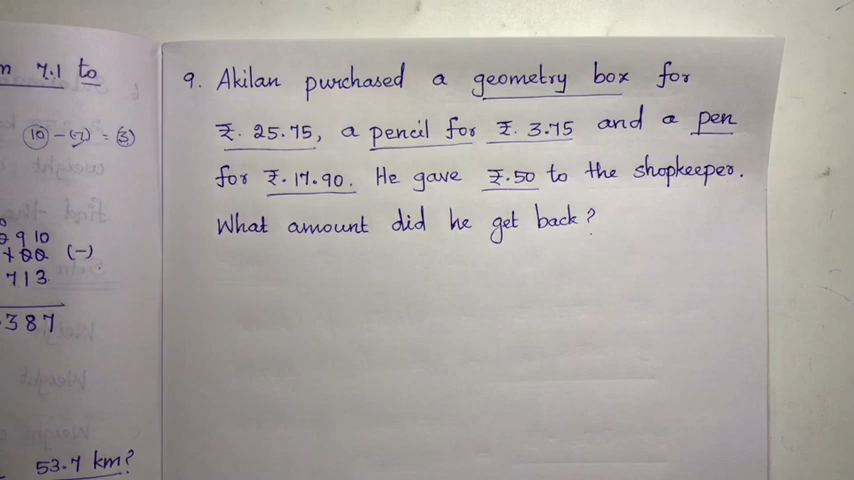 7.1 to
10 - (7) = (3)
9 10
(-)
713
387
53.7 km?
9. Akilan purchased a geometry box for
₹. 25.75, a pencil for ₹. 3.75 and a pen
for ₹. 17.90. He gave ₹.50 to the shopkeeper.
What amount did he get back?